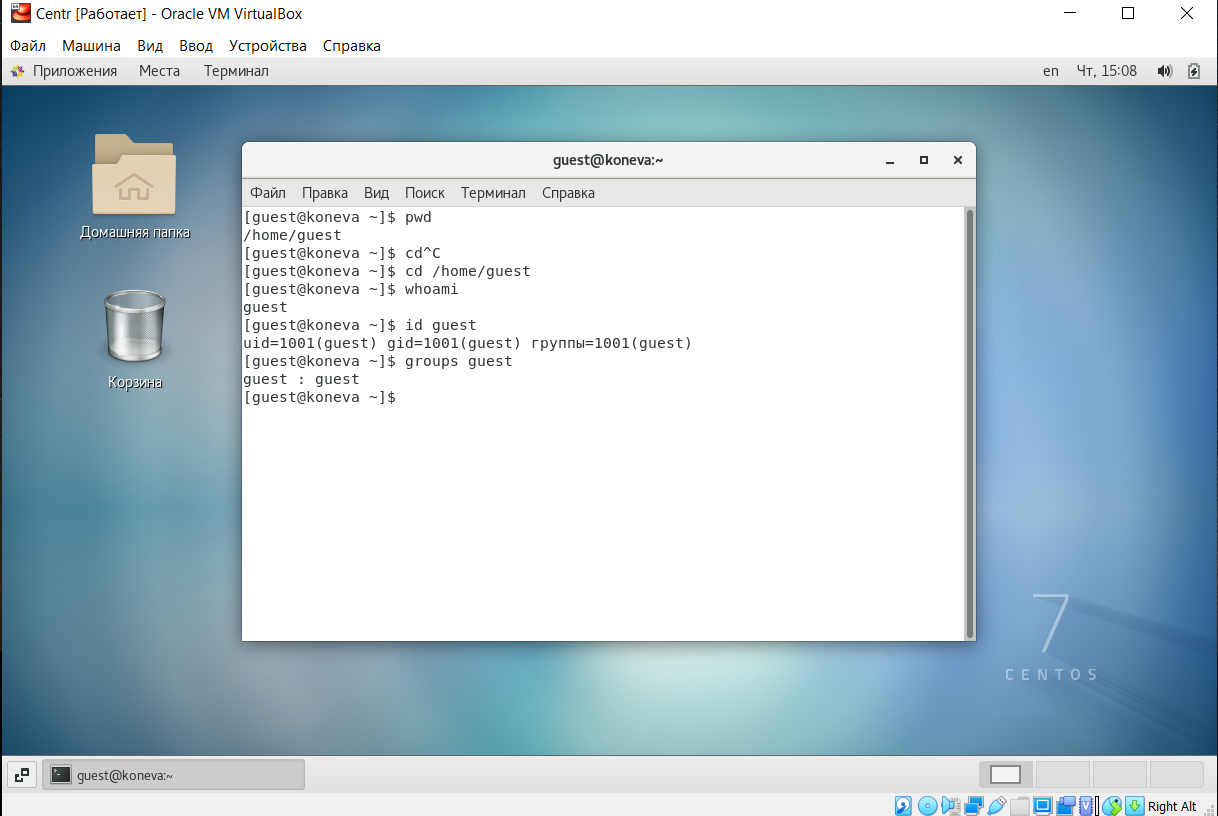 Centr [Работает] - Oracle VM VirtualBox
Файл Машина Вид Ввод Устройства Справка
Приложения Места Терминал en Чт, 15:08
guest@koneva:~
Файл Правка Вид Поиск Терминал Справка
[guest@koneva ~]$ pwd
/home/guest
[guest@koneva ~]$ cd^C
[guest@koneva ~]$ cd /home/guest
[guest@koneva ~]$ whoami
guest
[guest@koneva ~]$ id guest
uid=1001(guest) gid=1001(guest) группы=1001(guest)
[guest@koneva ~]$ groups guest
guest : guest
[guest@koneva ~]$
Домашняя папка
Корзина
7
CENTOS
guest@koneva:~
Right Alt